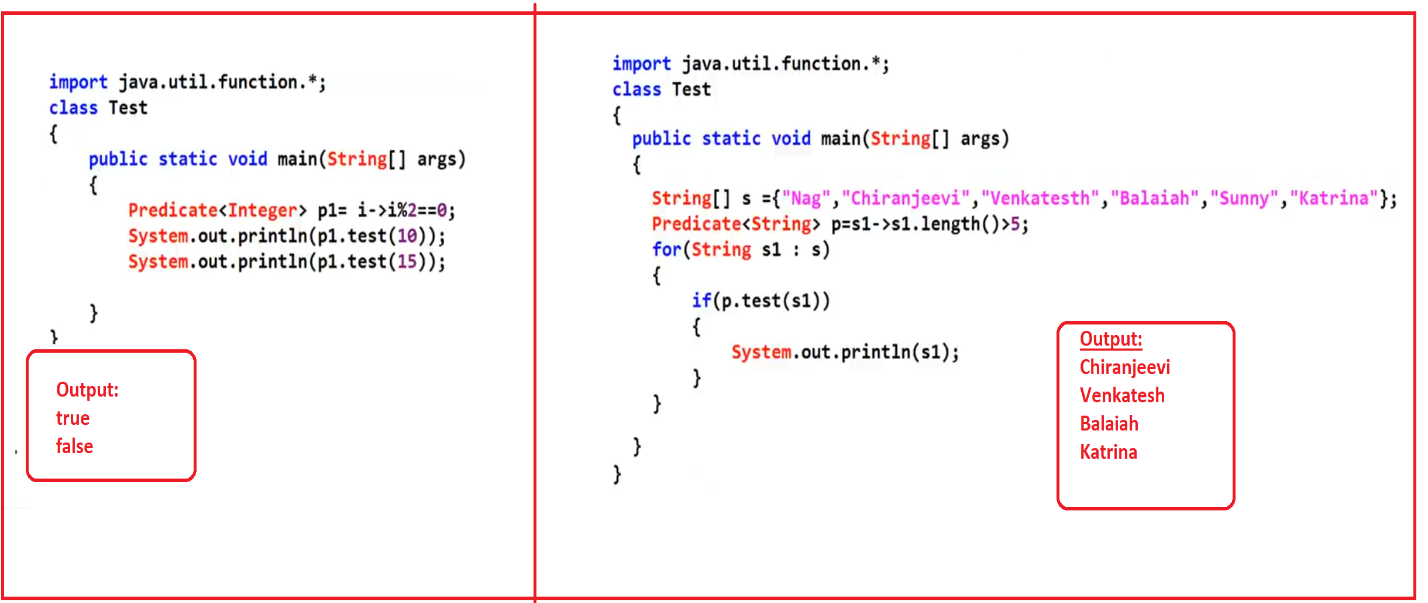 import java.util.function.*;
class Test
{
public static void main(String[] args)
{
Predicate<Integer> p1= i->i%2==0;
System.out.println(p1.test(10));
System.out.println(p1.test(15));
}
}
Output:
true
false
import java.util.function.*;
class Test
{
public static void main(String[] args)
{
String[] s ={"Nag","Chiranjeevi","Venkatesth","Balaiah","Sunny","Katrina"};
Predicate<String> p=s1->s1.length()>5;
for(String s1 : s)
{
if(p.test(s1))
{
System.out.println(s1);
}
}
}
}
Output:
Chiranjeevi
Venkatesh
Balaiah
Katrina